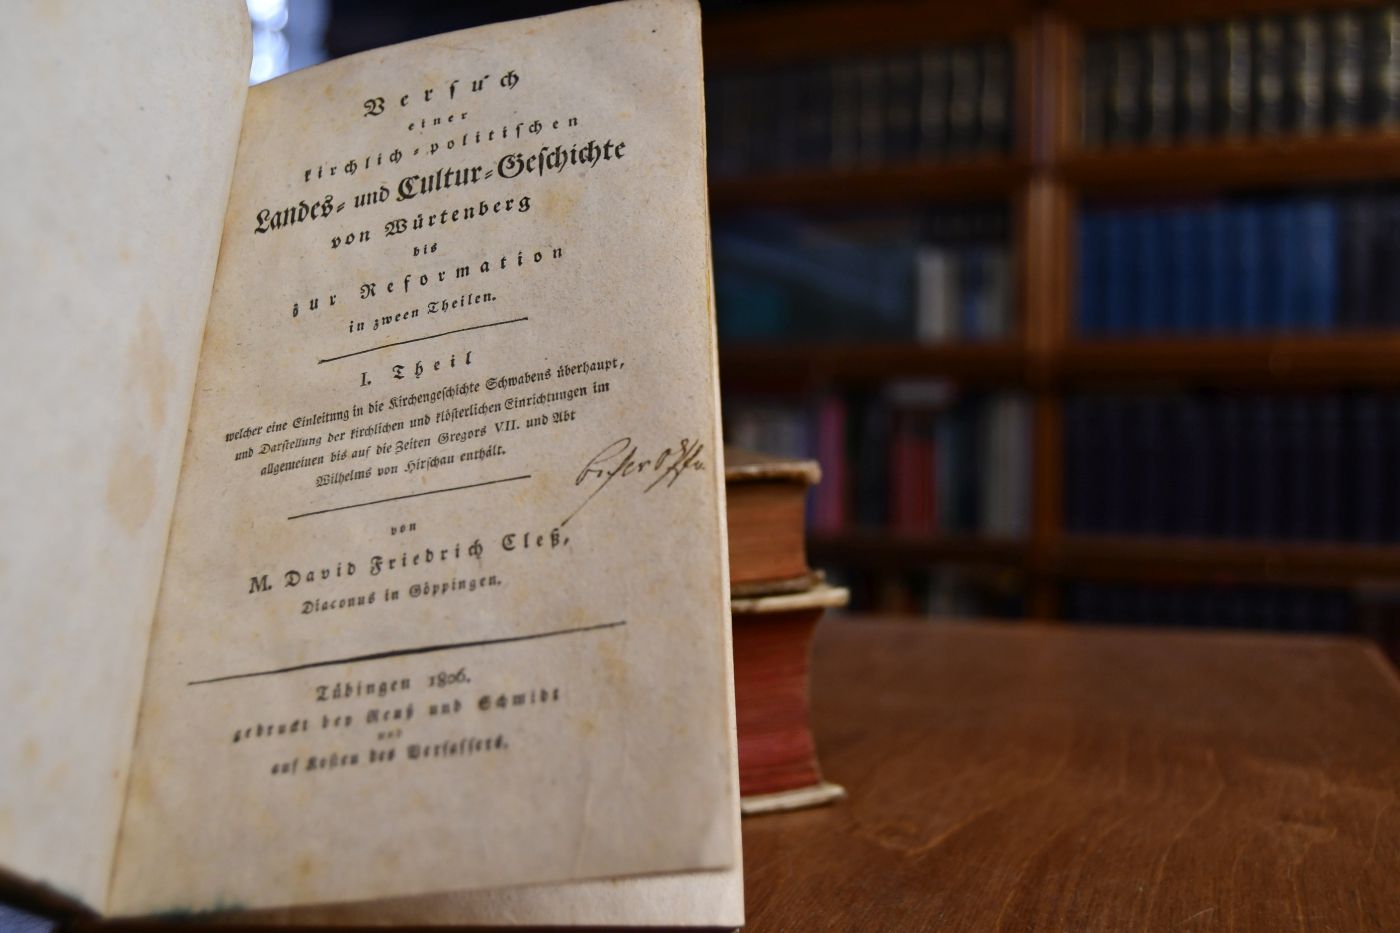 Versuch
einer
kirchlich-politischen
Landes- und Cultur-Geschichte
von Würtenberg
bis
zur Reformation
in zween Theilen.
I. Theil
welcher eine Einleitung in die Kirchengeschichte Schwabens überhaupt,
und Darstellung der kirchlichen und klösterlichen Einrichtungen im
allgemeinen bis auf die Zeiten Gregors VII. und Abt
Wilhelms von Hirschau enthält.
von
M. David Friedrich Cleß,
Diaconus in Göppingen.
Tübingen 1806.
gedruckt bey Reuß und Schmidt
und
auf Kosten des Verfassers.